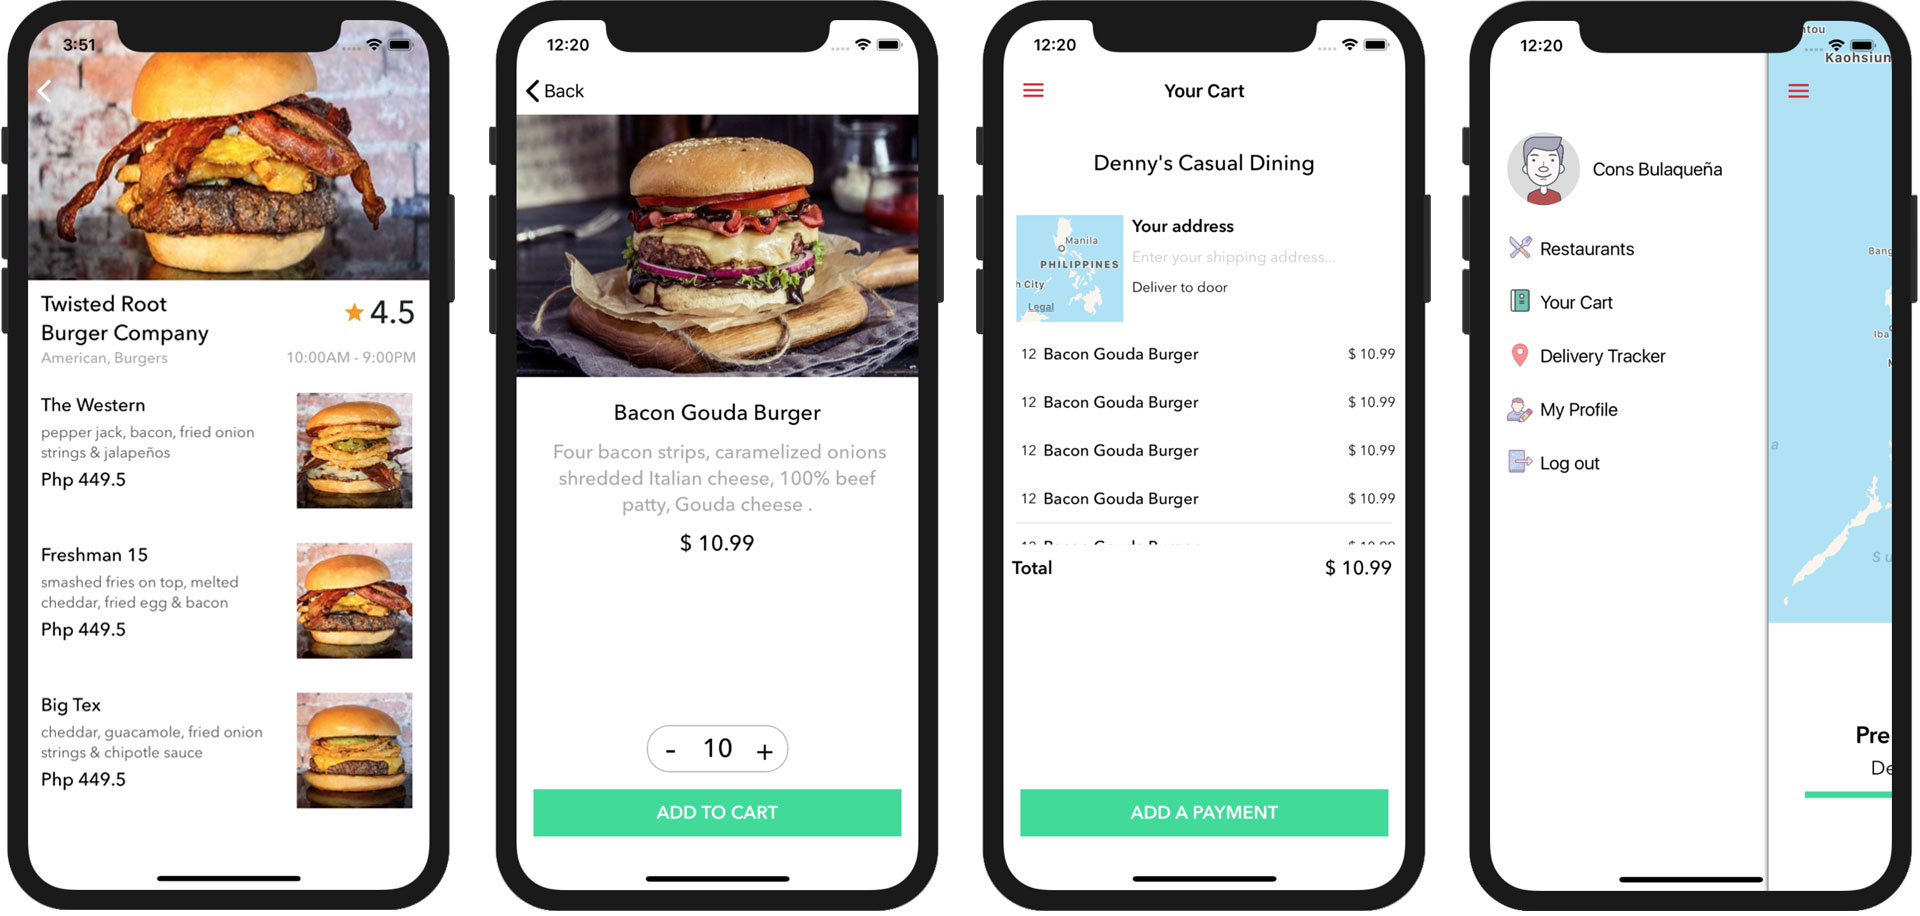 3:51
Twisted Root
Burger Company
4.5
American, Burgers
10:00AM - 9:00PM
The Western
pepper jack, bacon, fried onion
strings & jalapeños
Php 449.5
Freshman 15
smashed fries on top, melted
cheddar, fried egg & bacon
Php 449.5
Big Tex
cheddar, guacamole, fried onion
strings & chipotle sauce
Php 449.5
12:20
Back
Bacon Gouda Burger
Four bacon strips, caramelized onions
shredded Italian cheese, 100% beef
patty, Gouda cheese .
$ 10.99
- 10 +
ADD TO CART
12:20
Your Cart
Denny's Casual Dining
Manila
PHILIPPINES
h City
Legal
Your address
Enter your shipping address...
Deliver to door
12 Bacon Gouda Burger $ 10.99
12 Bacon Gouda Burger $ 10.99
12 Bacon Gouda Burger $ 10.99
12 Bacon Gouda Burger $ 10.99
Total $ 10.99
ADD A PAYMENT
12:20
Cons Bulaqueña
Restaurants
Your Cart
Delivery Tracker
My Profile
Log out
ntou
Kaohsiun
Bang
Iba
a
S u
Pre
De